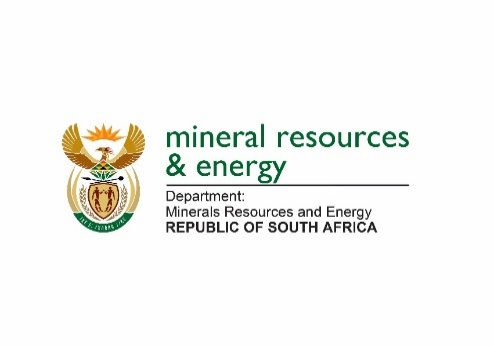 mineral resources
& energy
Department:
Minerals Resources and Energy
REPUBLIC OF SOUTH AFRICA